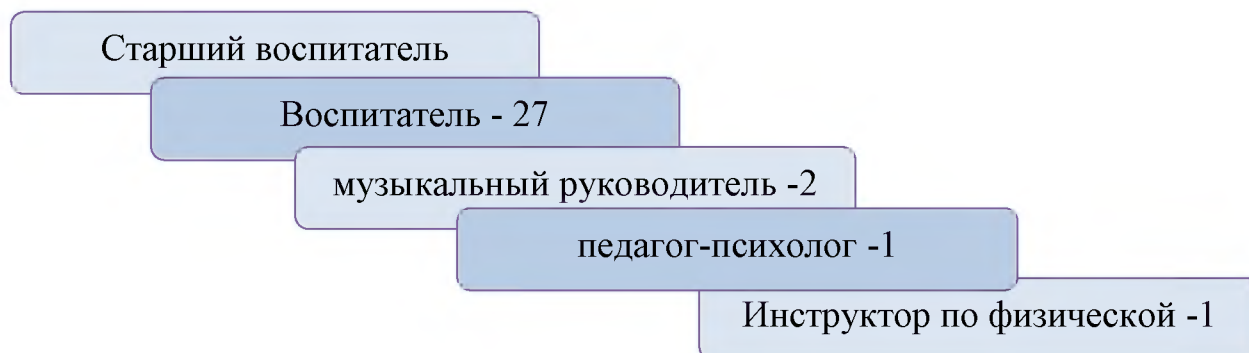 Старший воспитатель
Воспитатель - 27
музыкальный руководитель -2
педагог-психолог -1
Инструктор по физической -1